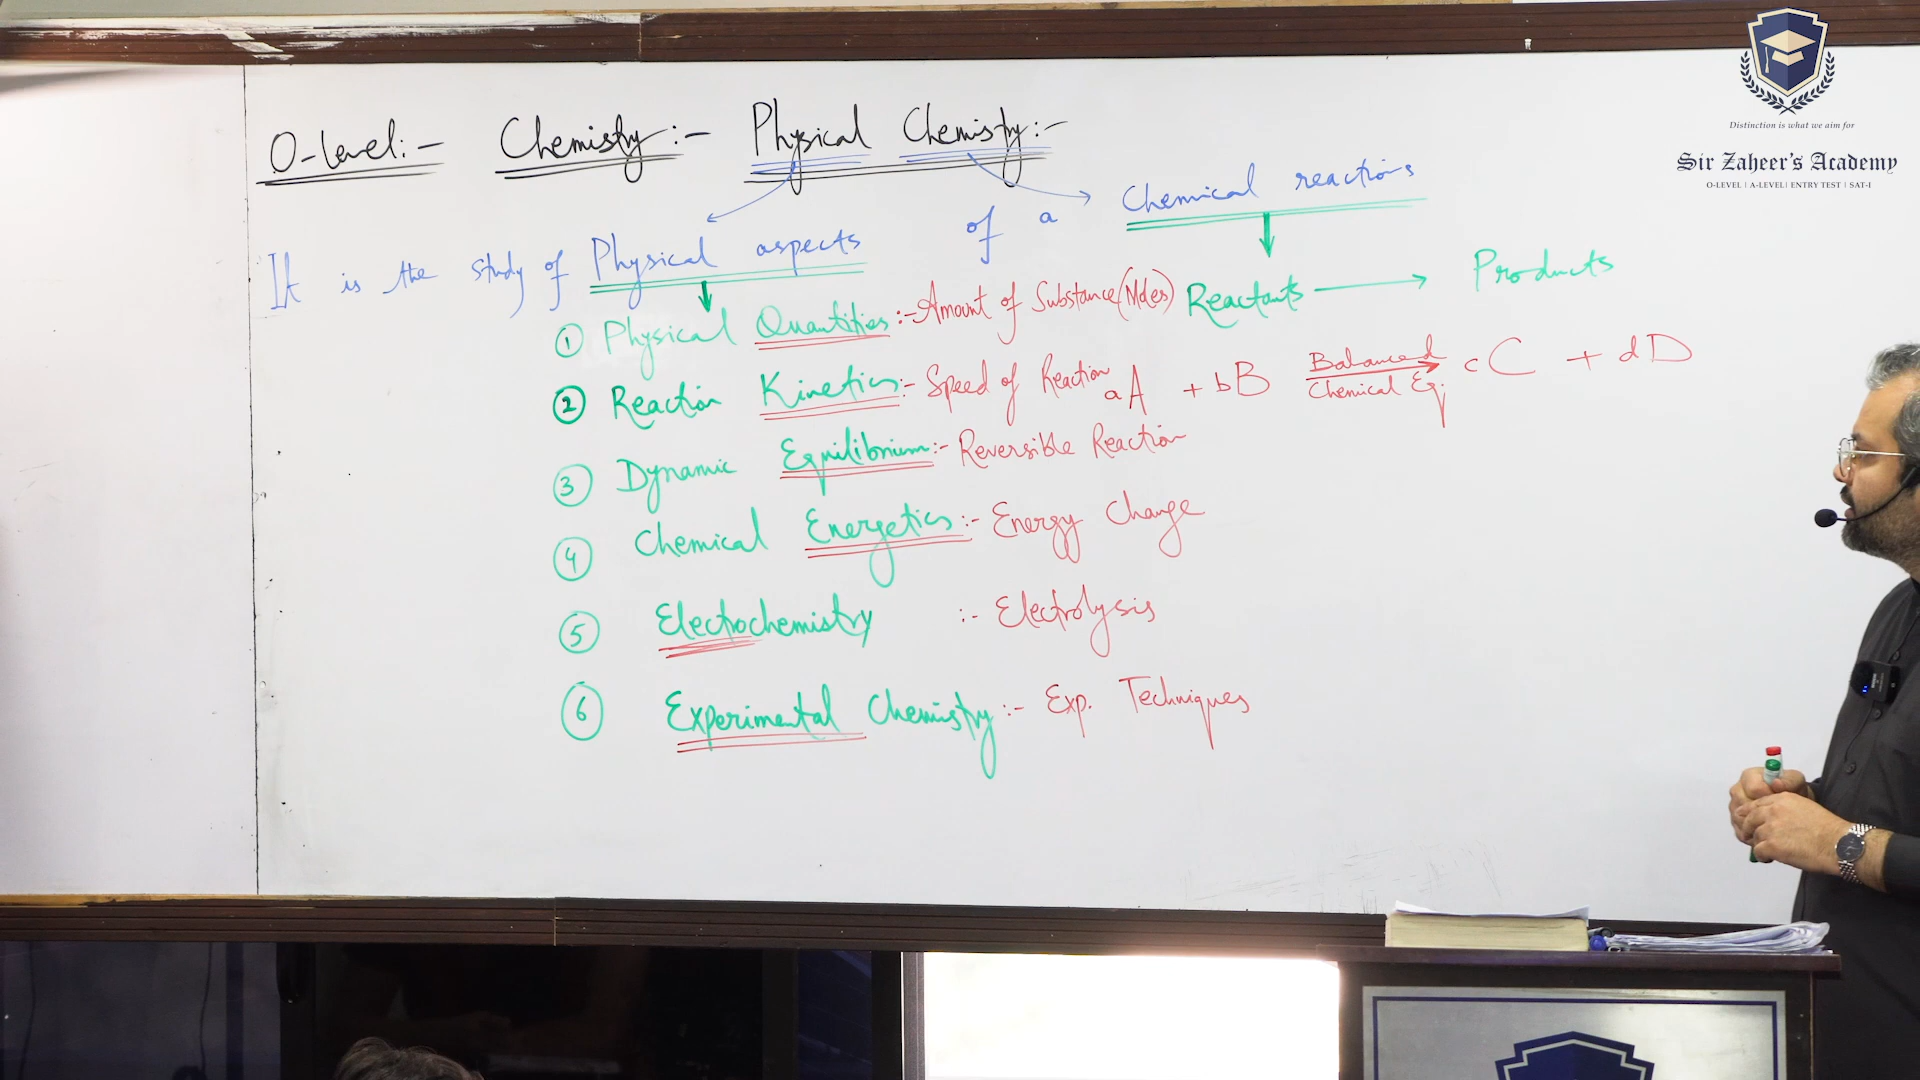 O-level:- Chemistry:- Physical Chemistry:-
It is the study of Physical aspects of a Chemical reactions
Reactants → Products
① Physical Quantities:- Amount of Substance (Moles)
② Reaction Kinetics:- Speed of Reaction
aA + bB Balanced Chemical Eq. → cC + dD
③ Dynamic Equilibrium:- Reversible Reaction
④ Chemical Energetics:- Energy Change
⑤ Electrochemistry :- Electrolysis
⑥ Experimental Chemistry:- Exp. Techniques
Distinction is what we aim for
Sir Zaheer's Academy
O-LEVEL | A-LEVEL | ENTRY TEST | SAT-I